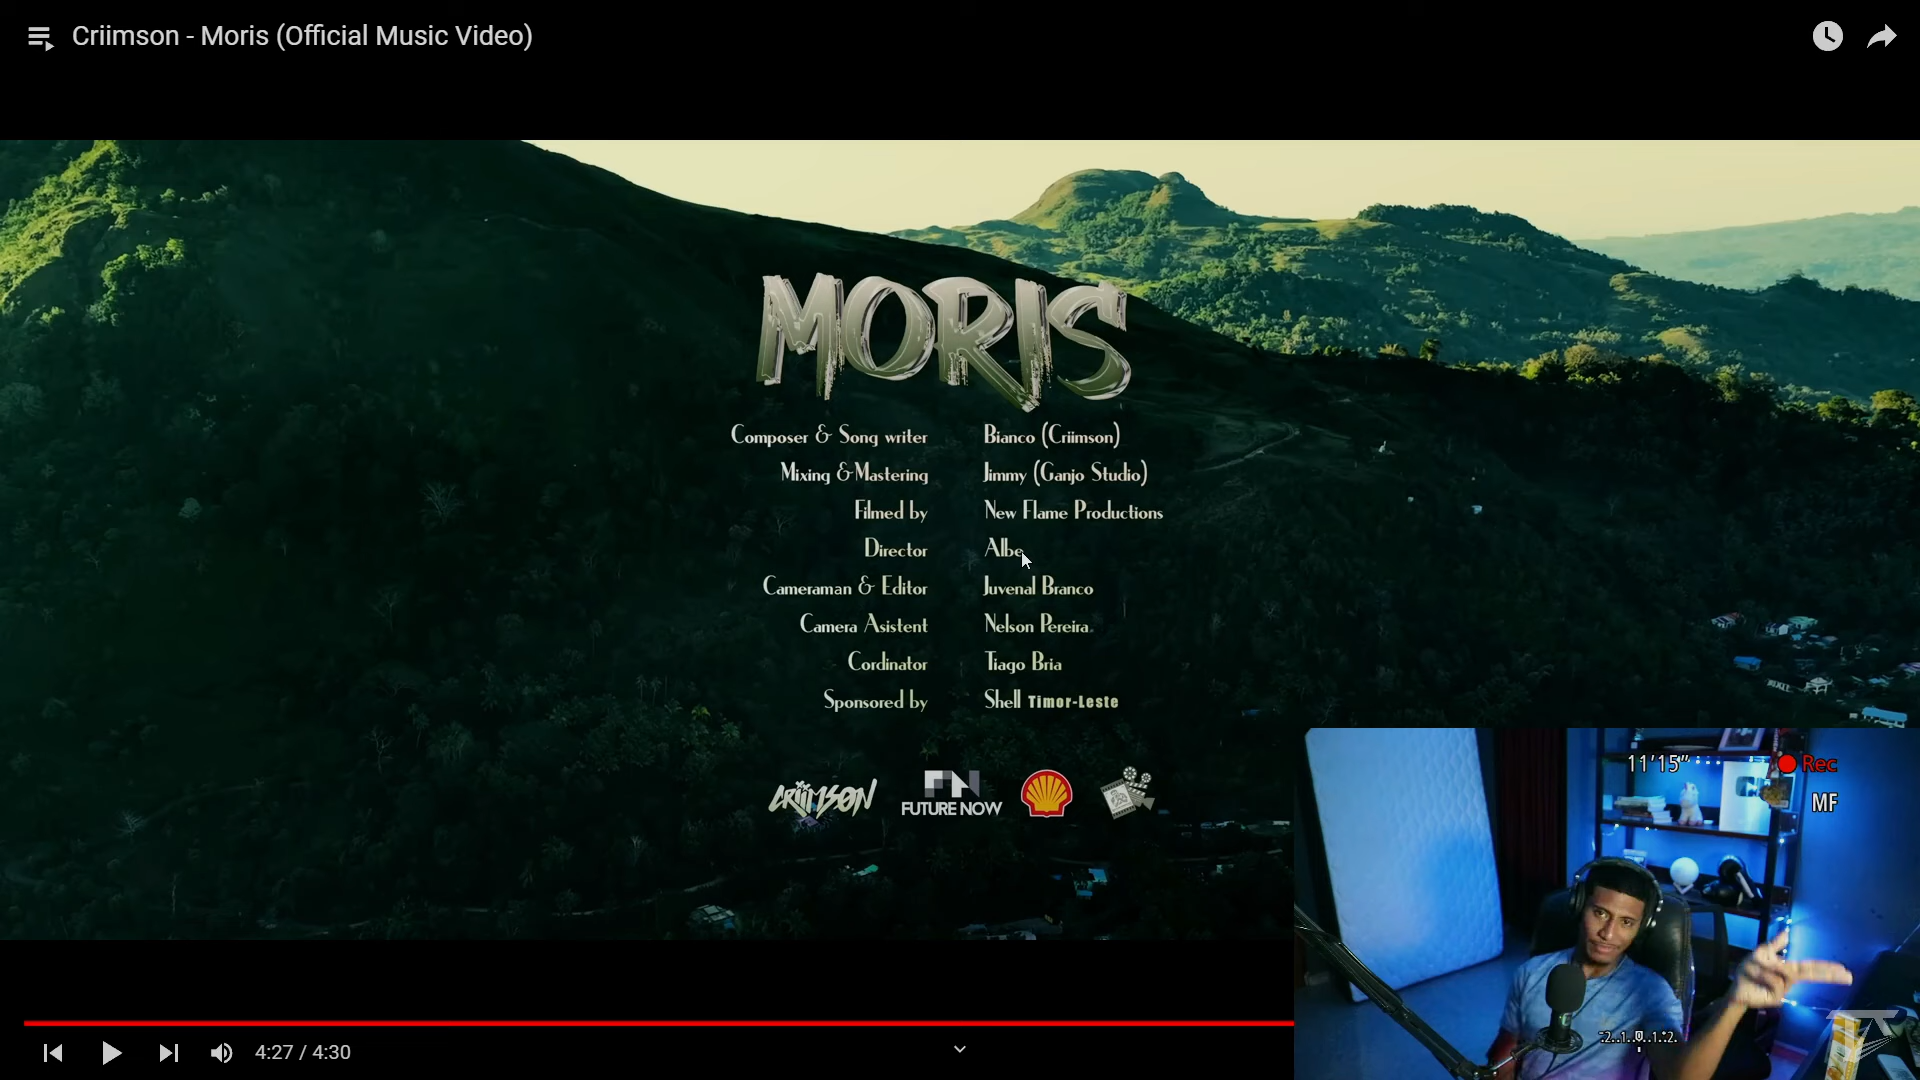 Criimson - Moris (Official Music Video)
MORIS
Composer & Song writer Bianco (Criimson)
Mixing &Mastering Jimmy (Ganjo Studio)
Filmed by New Flame Productions
Director Albe
Cameraman & Editor Juvenal Branco
Camera Asistent Nelson Pereira
Cordinator Tiago Bria
Sponsored by Shell Timor-Leste
CRIIMSON FN FUTURE NOW
11'15" Rec
MF
4:27 / 4:30